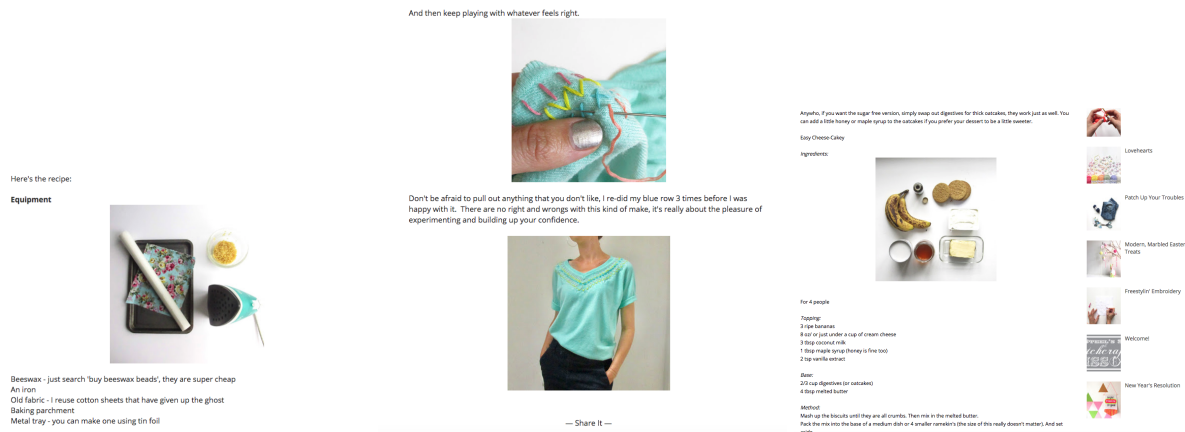 Here's the recipe:
Equipment
Beeswax - just search 'buy beeswax beads', they are super cheap
An iron
Old fabric - I reuse cotton sheets that have given up the ghost
Baking parchment
Metal tray - you can make one using tin foil
And then keep playing with whatever feels right.
Don't be afraid to pull out anything that you don't like, I re-did my blue row 3 times before I was
happy with it.  There are no right and wrongs with this kind of make, it's really about the pleasure of
experimenting and building up your confidence.
— Share It —
Anywho, if you want the sugar free version, simply swap out digestives for thick oatcakes, they work just as well. You
can add a little honey or maple syrup to the oatcakes if you prefer your dessert to be a little sweeter.
Easy Cheese-Cakey
Ingredients:
For 4 people
Topping:
3 ripe bananas
8 ozr or just under a cup of cream cheese
3 tbsp coconut milk
1 tbsp maple syrup (honey is fine too)
2 tsp vanilla extract
Base:
2/3 cup digestives (or oatcakes)
4 tbsp melted butter
Method:
Mash up the biscuits until they are all crumbs. Then mix in the melted butter.
Pack the mix into the base of a medium dish or 4 smaller ramekin's (the size of this really doesn't matter). And set
Lovehearts
Patch Up Your Troubles
Modern, Marbled Easter
Treats
Freestylin' Embroidery
Welcome!
New Year's Resolution